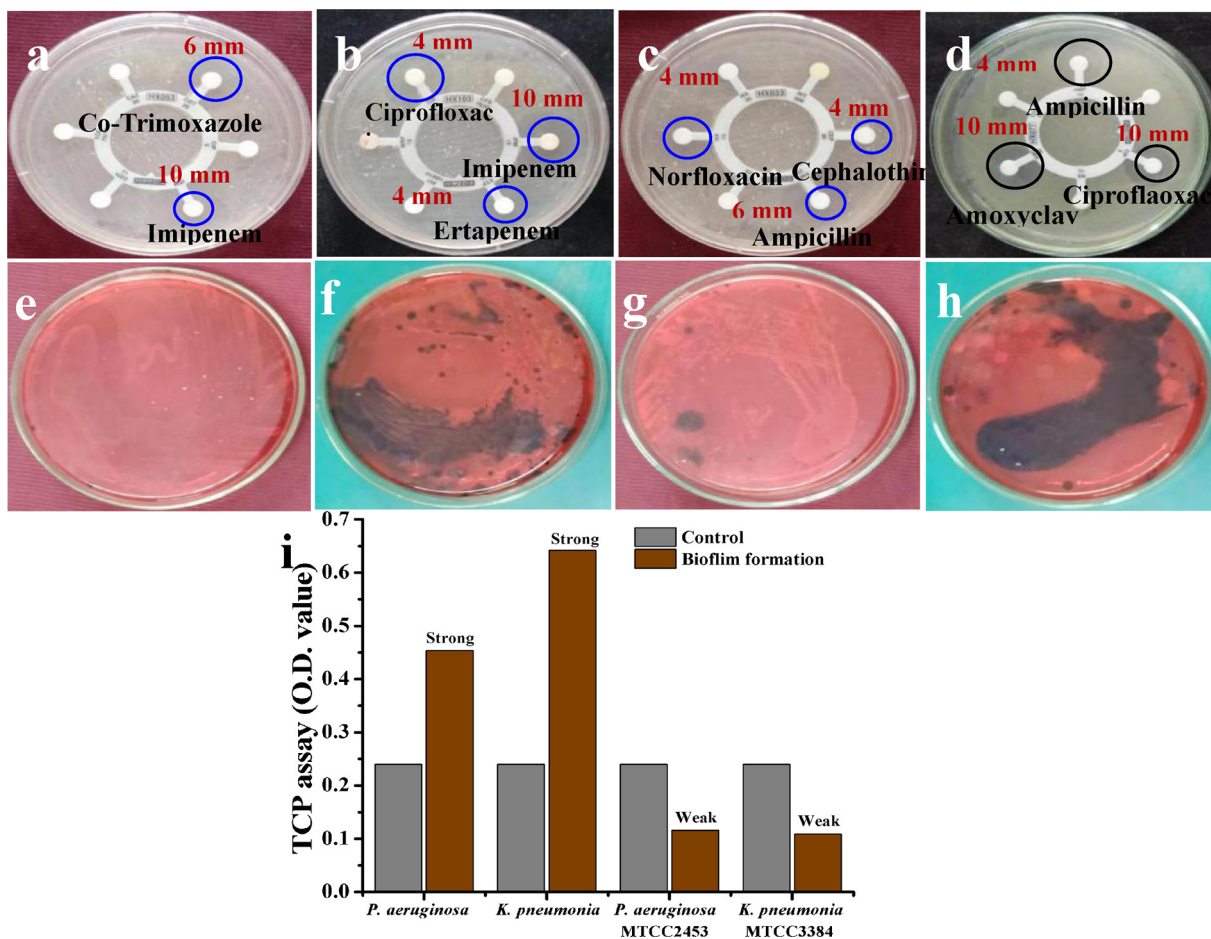 a
6 mm
HX053
Co-Trimoxazole
10 mm
Imipenem
b
4 mm
HX103
Ciprofloxac
10 mm
Imipenem
4 mm
Ertapenem
c
4 mm
HX033
4 mm
Norfloxacin
Cephalothin
6 mm
Ampicillin
d
4 mm
Ampicillin
10 mm
10 mm
Amoxyclav
Ciproflaoxac
e
f
g
h
i
TCP assay (O.D. value)
0.7
0.6
0.5
0.4
0.3
0.2
0.1
0.0
Control
Bioflim formation
Strong
Strong
Weak
Weak
P. aeruginosa
K. pneumonia
P. aeruginosa
MTCC2453
K. pneumonia
MTCC3384